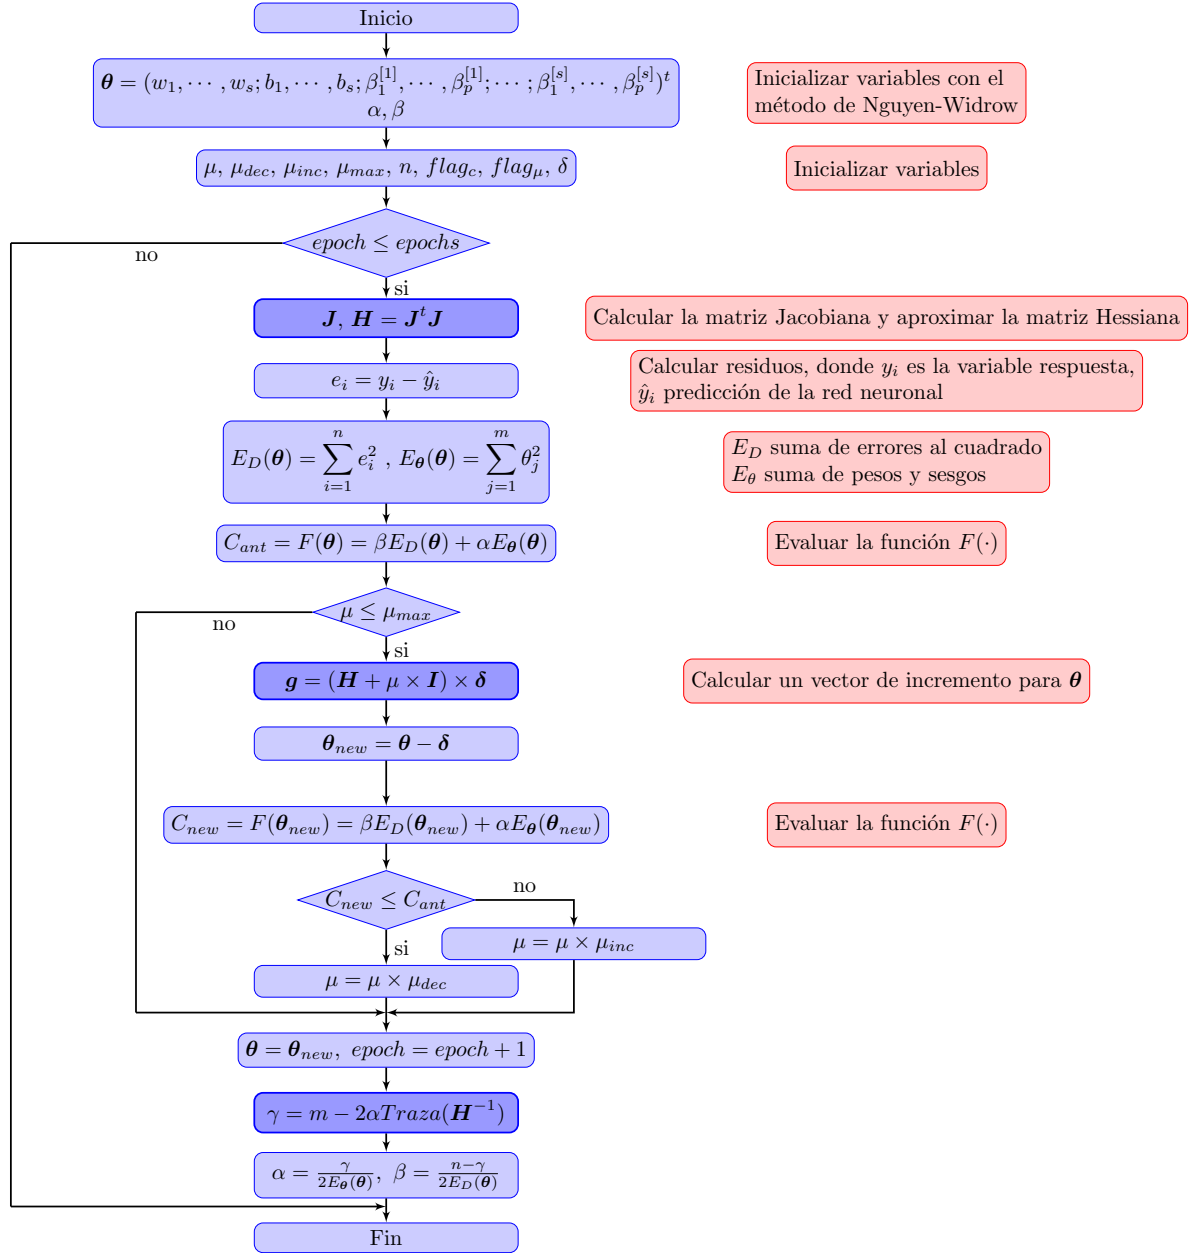 Inicio
θ = (w_1, ⋯ , w_s; b_1, ⋯ , b_s; β_1^{[1]}, ⋯ , β_p^{[1]}; ⋯ ; β_1^{[s]}, ⋯ , β_p^{[s]})^t
α, β
Inicializar variables con el
método de Nguyen-Widrow
μ, μ_{dec}, μ_{inc}, μ_{max}, n, flag_c, flag_μ, δ
Inicializar variables
epoch ≤ epochs
no
si
J, H = J^t J
Calcular la matriz Jacobiana y aproximar la matriz Hessiana
e_i = y_i − ŷ_i
Calcular residuos, donde y_i es la variable respuesta,
ŷ_i predicción de la red neuronal
E_D(θ) = ∑_{i=1}^{n} e_i^2 , E_θ(θ) = ∑_{j=1}^{m} θ_j^2
E_D suma de errores al cuadrado
E_θ suma de pesos y sesgos
C_{ant} = F(θ) = βE_D(θ) + αE_θ(θ)
Evaluar la función F(·)
μ ≤ μ_{max}
no
si
g = (H + μ × I) × δ
Calcular un vector de incremento para θ
θ_{new} = θ − δ
C_{new} = F(θ_{new}) = βE_D(θ_{new}) + αE_θ(θ_{new})
Evaluar la función F(·)
C_{new} ≤ C_{ant}
no
si
μ = μ × μ_{inc}
μ = μ × μ_{dec}
θ = θ_{new}, epoch = epoch + 1
γ = m − 2αTraza(H^{−1})
α = \frac{γ}{2E_θ(θ)}, β = \frac{n−γ}{2E_D(θ)}
Fin